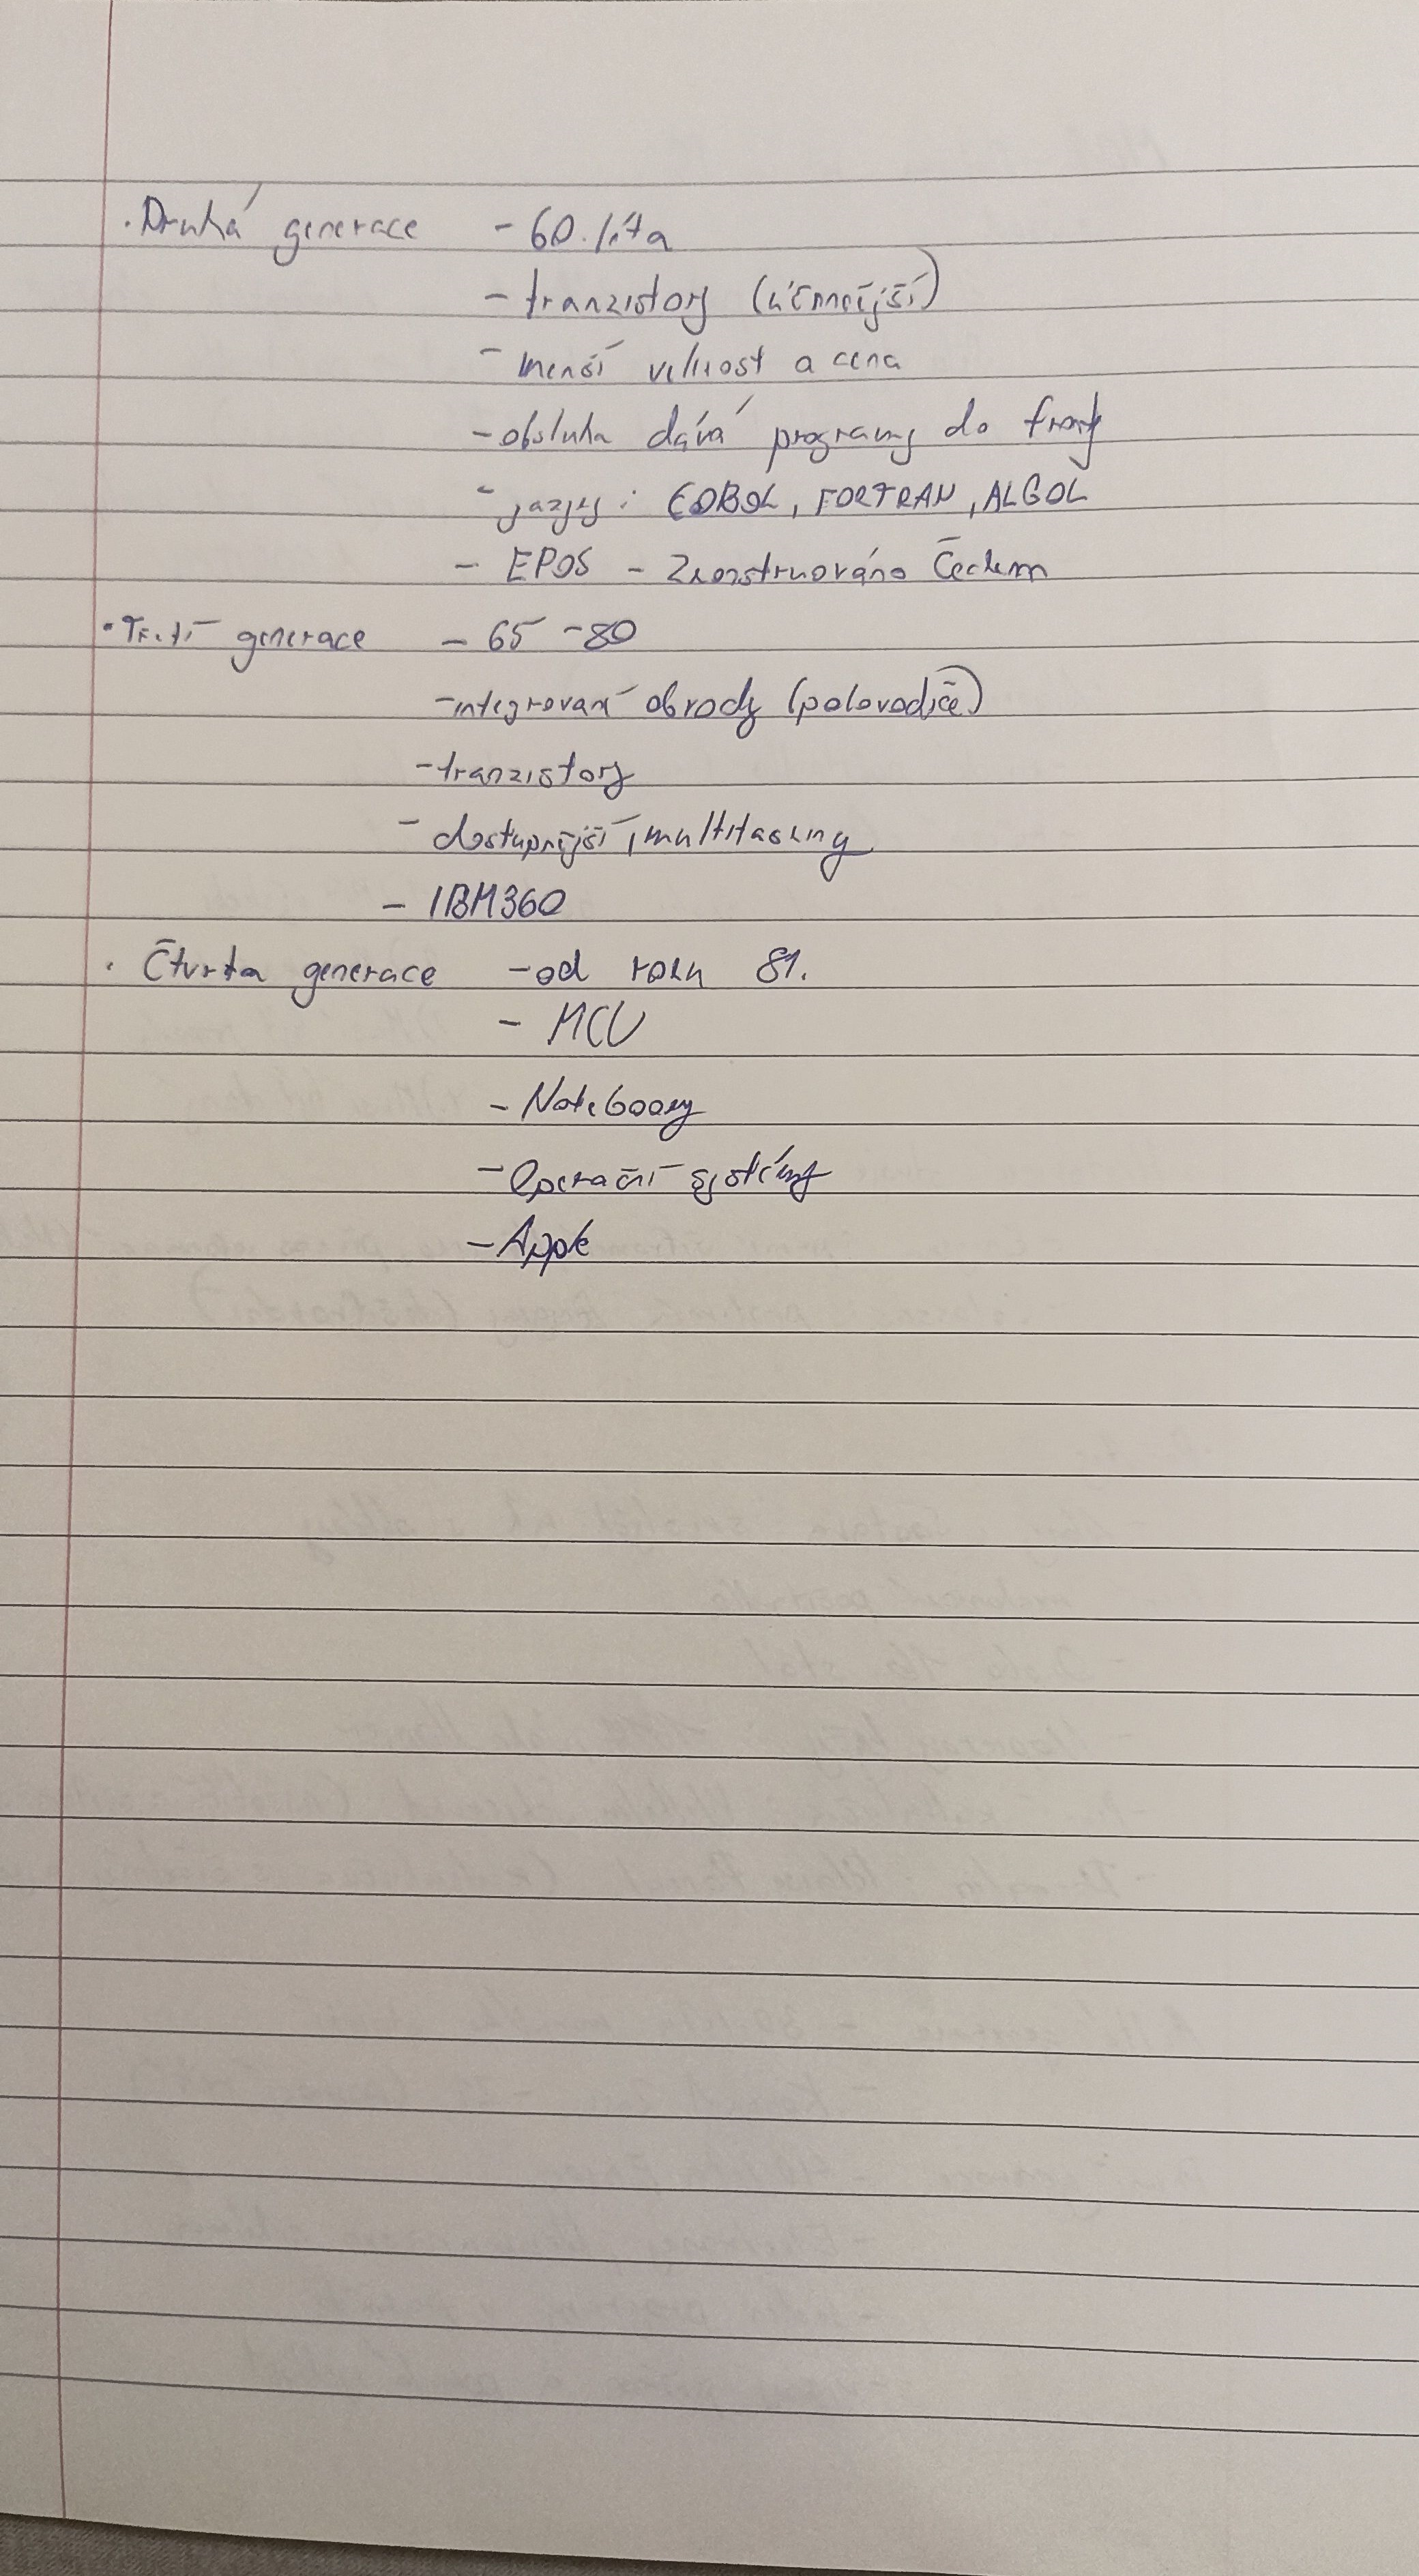 · Druhá generace - 60. léta
- tranzistory (účinnější)
- menší velikost a cena
- obsluha dává programy do fronty
- jazyky: COBOL, FORTRAN, ALGOL
- EPOS - Zkonstruováno Čechem
· Třetí generace - 65 - 80
- integrovaní obvody (polovodiče)
- tranzistory
- dostupnější, multitasking
- IBM360
· Čtvrta generace - od roku 81.
- MCU
- Notebooky
- Operační systémy
- Apple